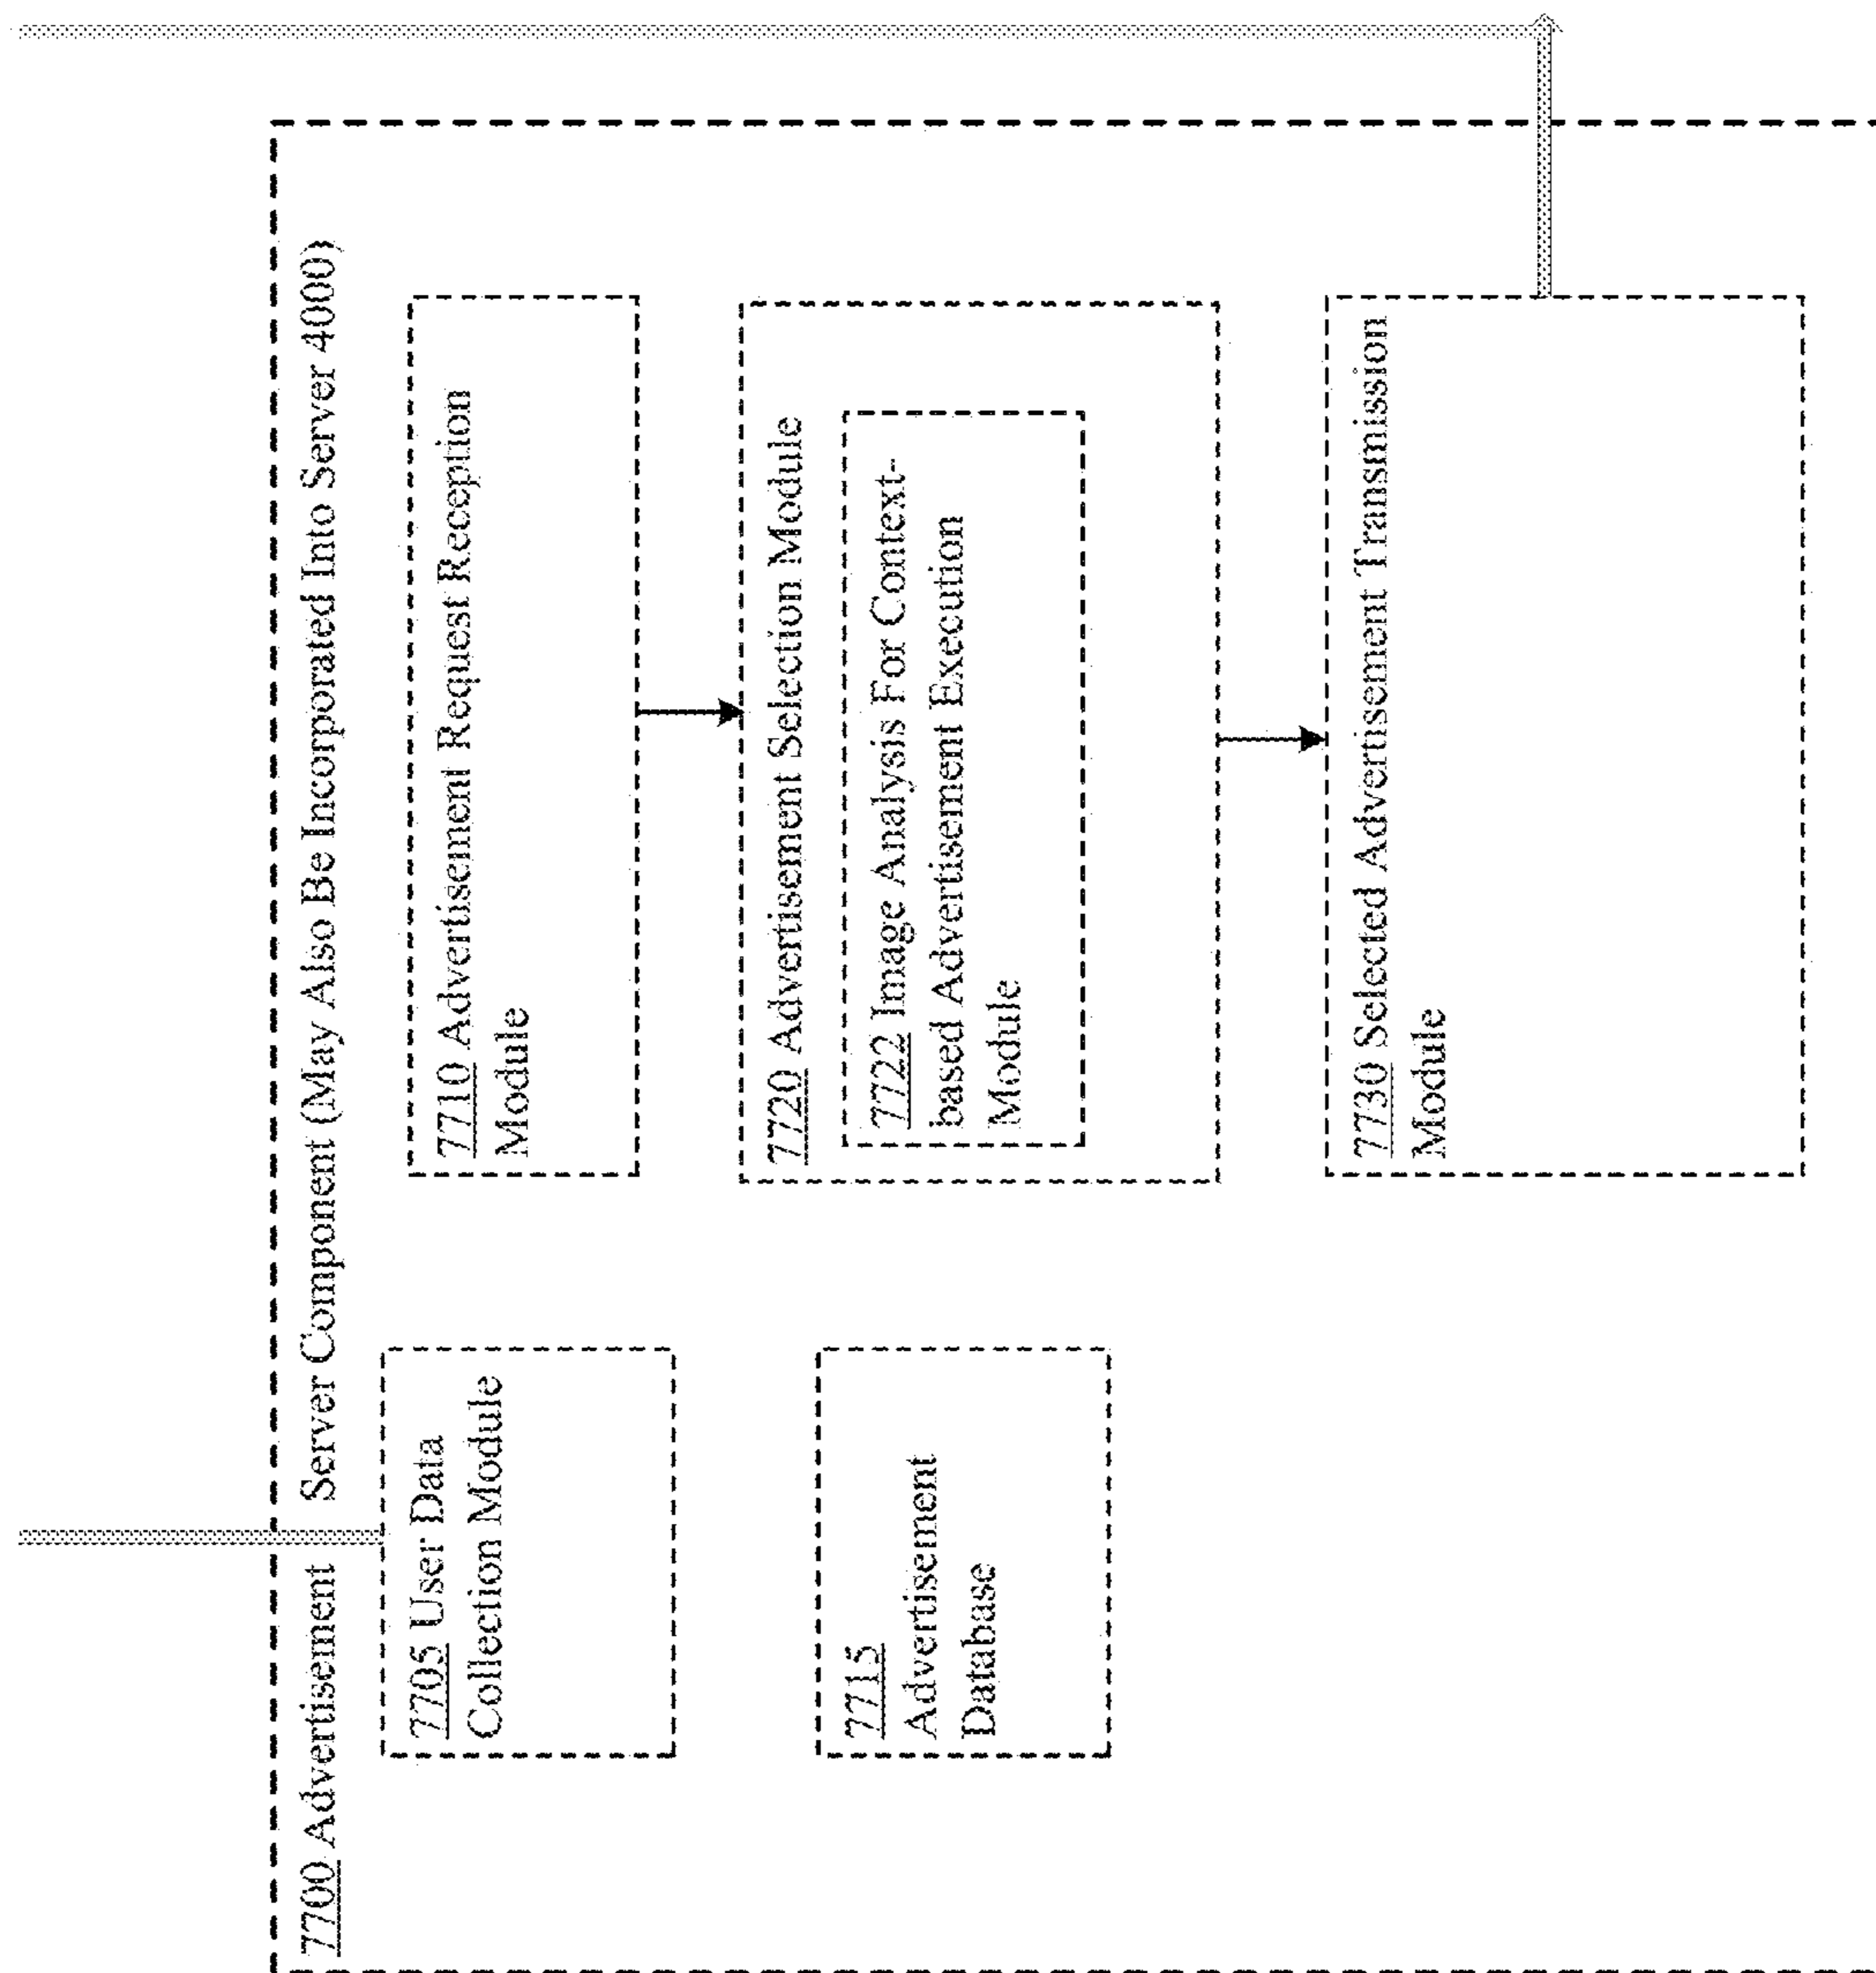 7700 Advertisement Server Component (May Also Be Incorporated Into Server 4000)
7705 User Data
Collection Module
7715
Advertisement
Database
7710 Advertisement Request Reception
Module
7720 Advertisement Selection Module
7722 Image Analysis For Context-
based Advertisement Execution
Module
7730 Selected Advertisement Transmission
Module